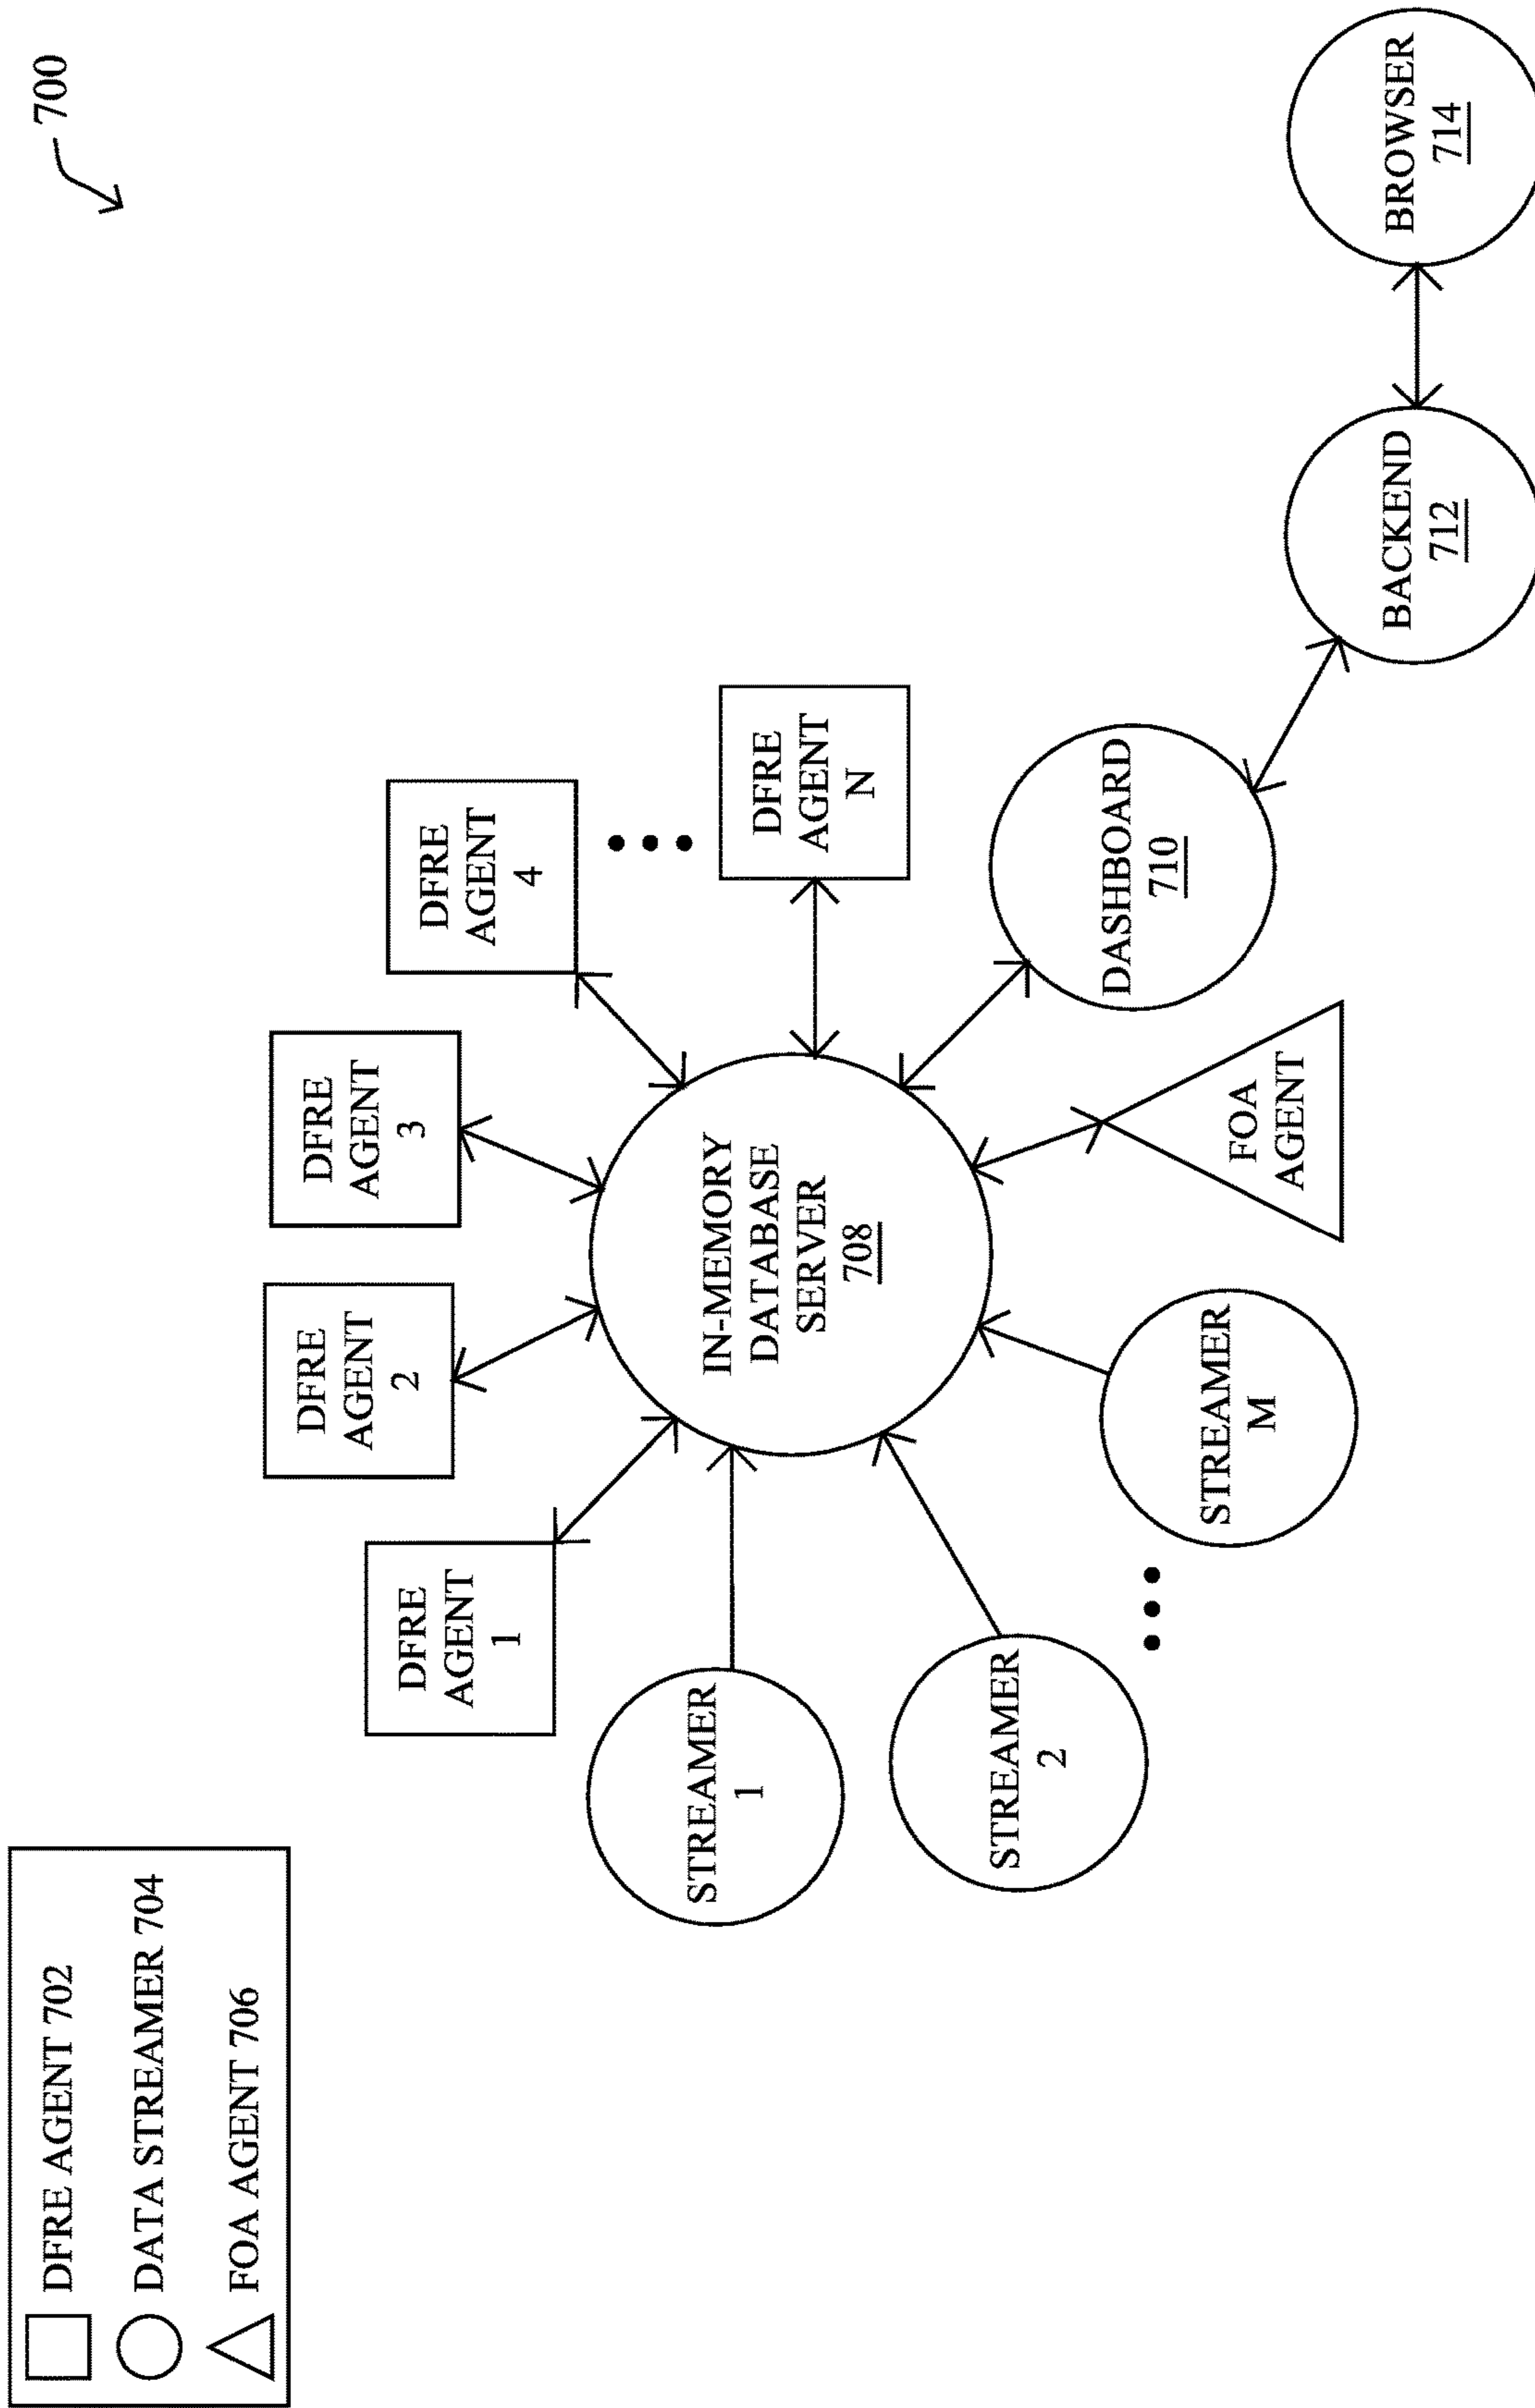 700
DFRE AGENT 702
DATA STREAMER 704
FOA AGENT 706
DFRE
AGENT
1
DFRE
AGENT
2
DFRE
AGENT
3
DFRE
AGENT
4
DFRE
AGENT
N
STREAMER
1
STREAMER
2
STREAMER
M
IN-MEMORY
DATABASE
SERVER
708
FOA
AGENT
DASHBOARD
710
BACKEND
712
BROWSER
714